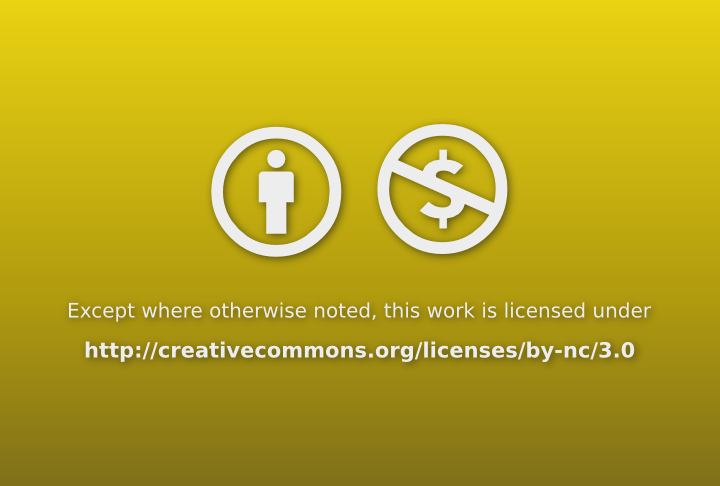 Except where otherwise noted, this work is licensed under
http://creativecommons.org/licenses/by-nc/3.0